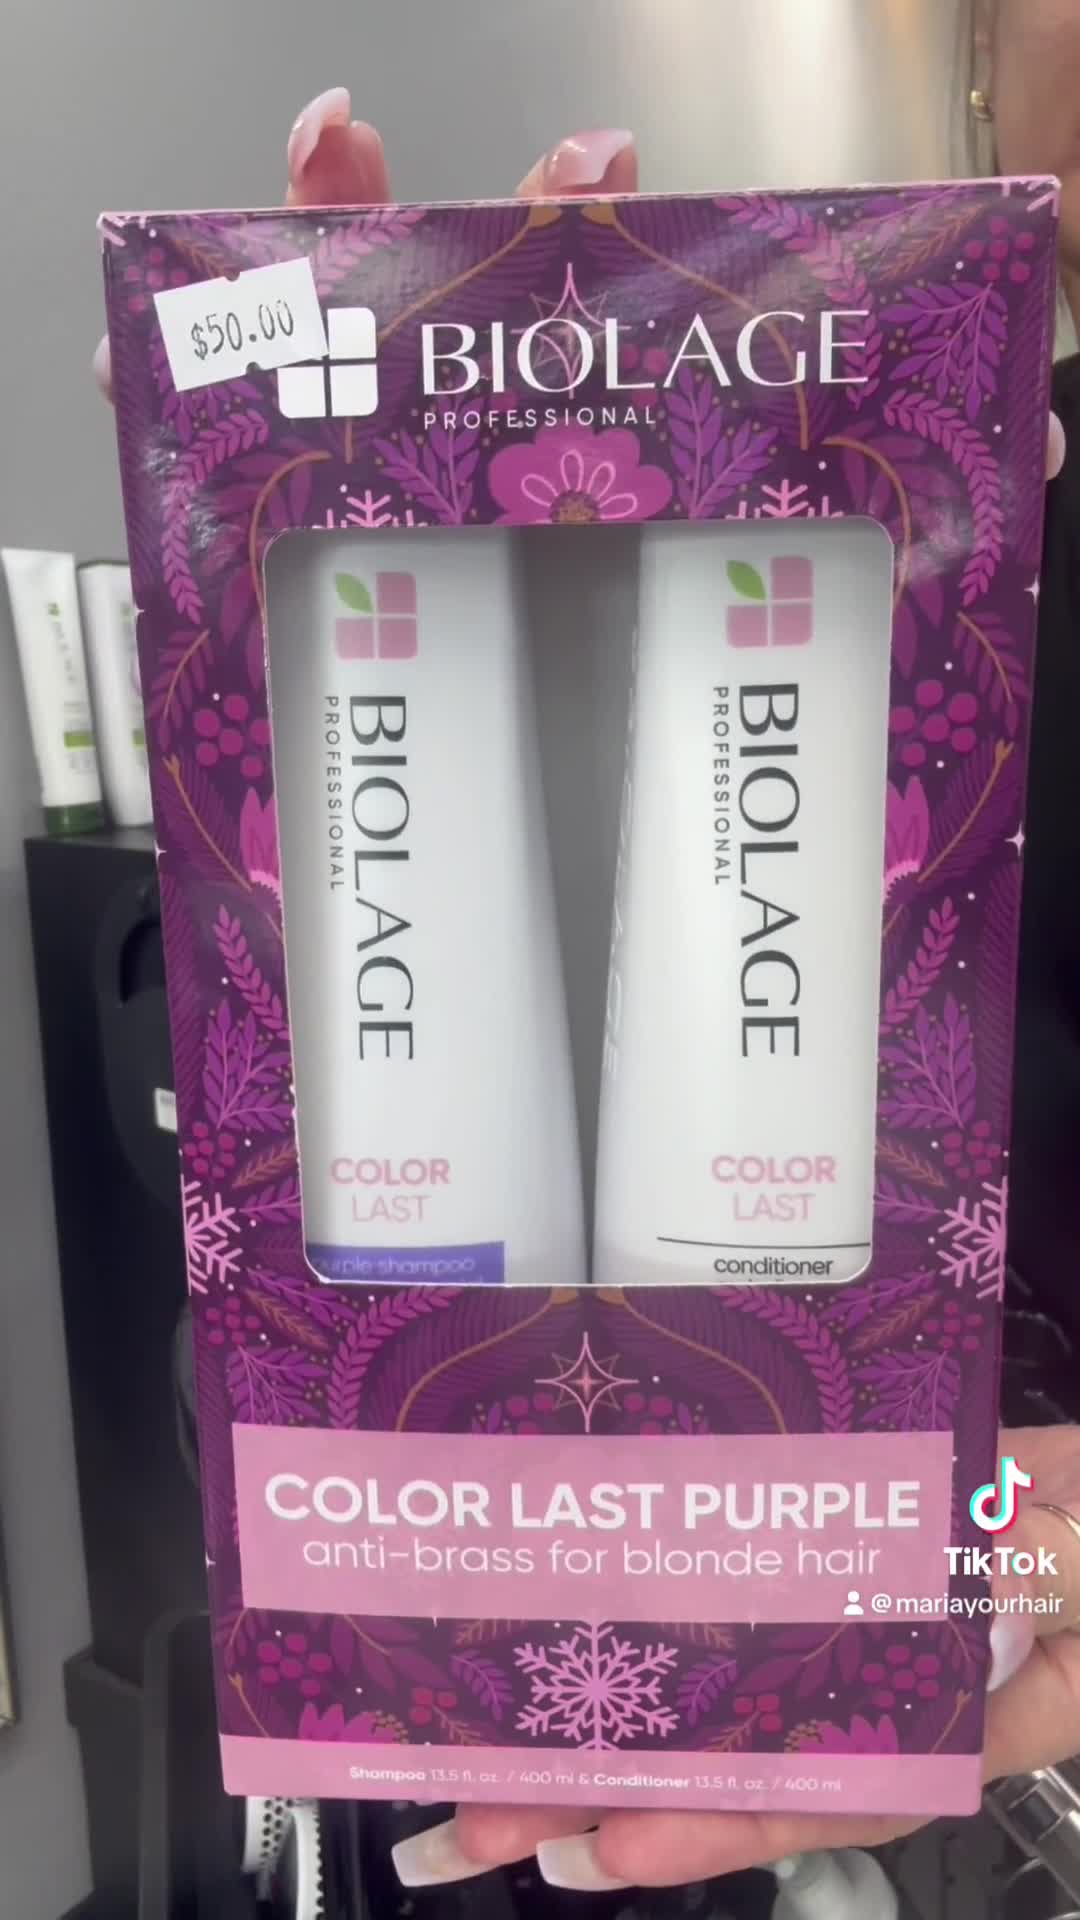 $50.00
BIOLAGE
PROFESSIONAL
BIOLAGE
PROFESSIONAL
COLOR
LAST
purple shampoo
BIOLAGE
PROFESSIONAL
COLOR
LAST
conditioner
COLOR LAST PURPLE
anti-brass for blonde hair
Shampoo 13.5 fl. oz. / 400 ml & Conditioner 13.5 fl. oz. / 400 ml
TikTok
@mariayourhair